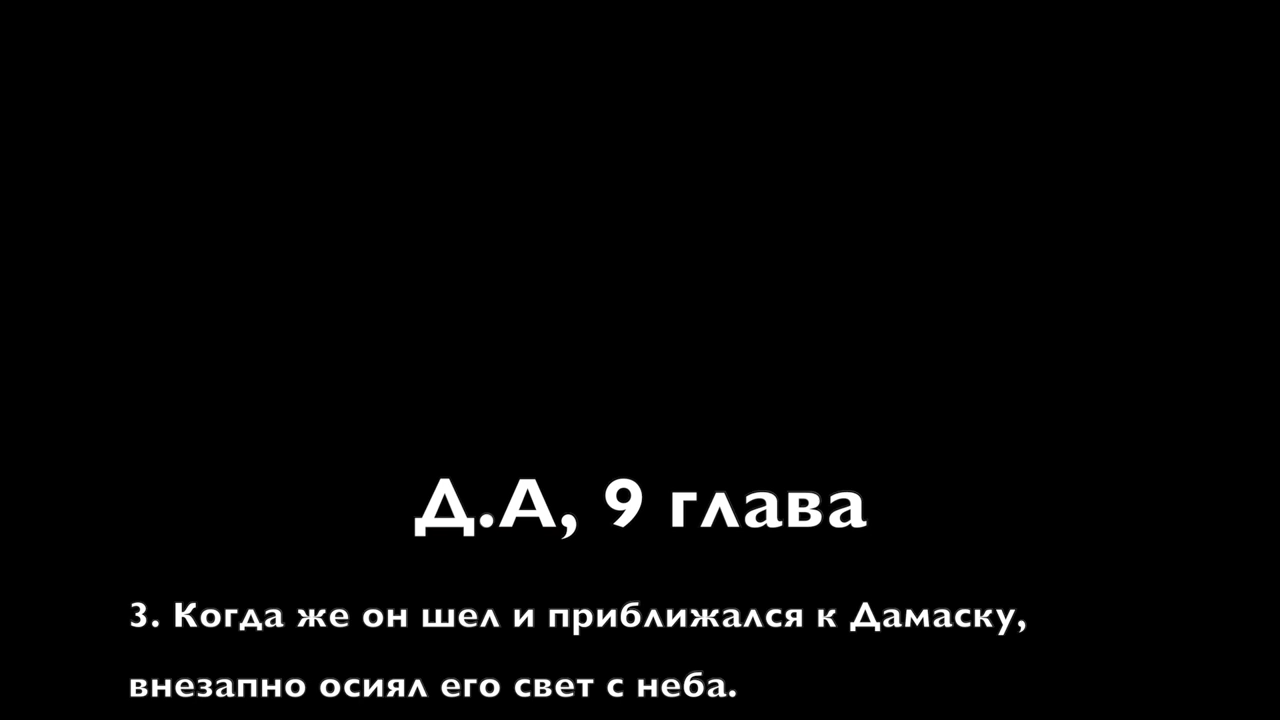 Д.А, 9 глава
3. Когда же он шел и приближался к Дамаску,
внезапно осиял его свет с неба.